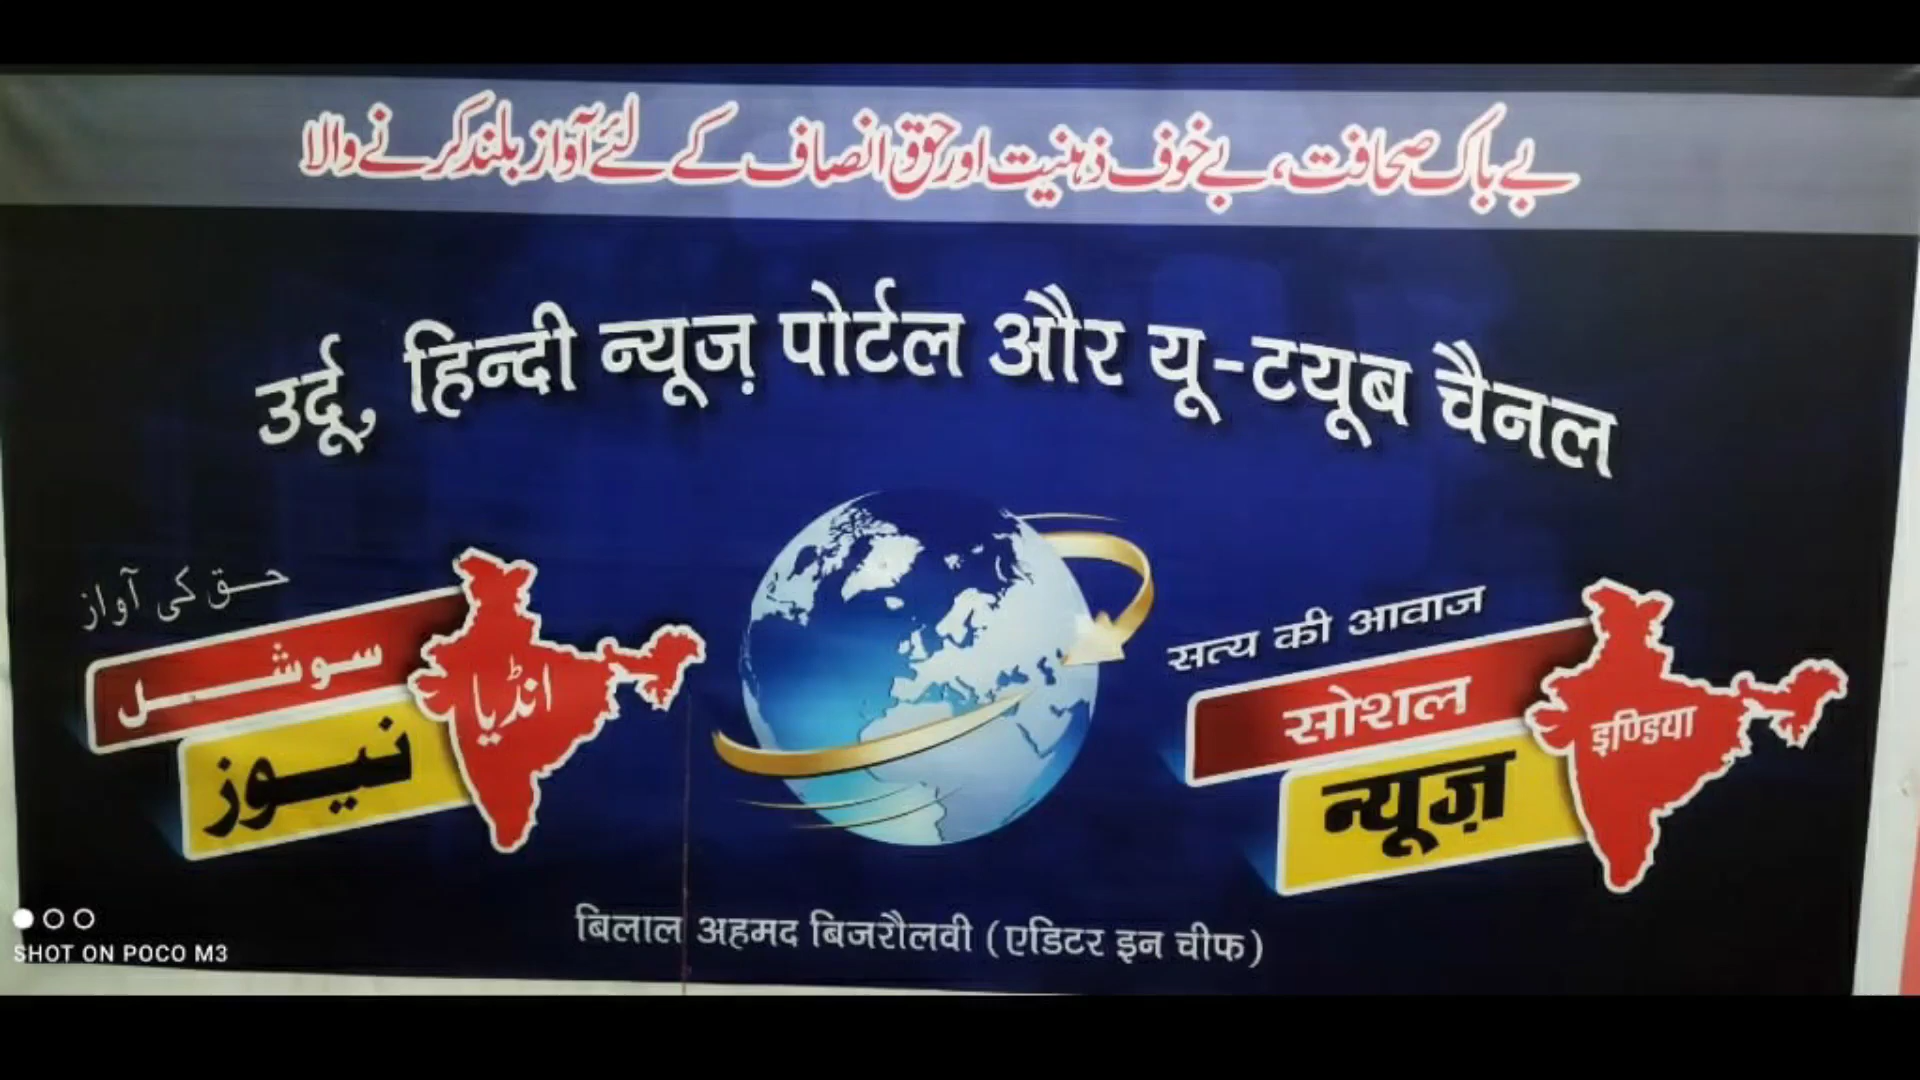 بے باک صحافت، بے خوف ذہنیت اور حق و انصاف کے لئے آواز بلند کرنے والا
उर्दू, हिन्दी न्यूज़ पोर्टल और यू-टयूब चैनल
حق کی آواز
سوشل
انڈیا
نیوز
सत्य की आवाज
सोशल
इण्डिया
न्यूज़
बिलाल अहमद बिजरौलवी (एडिटर इन चीफ)
SHOT ON POCO M3